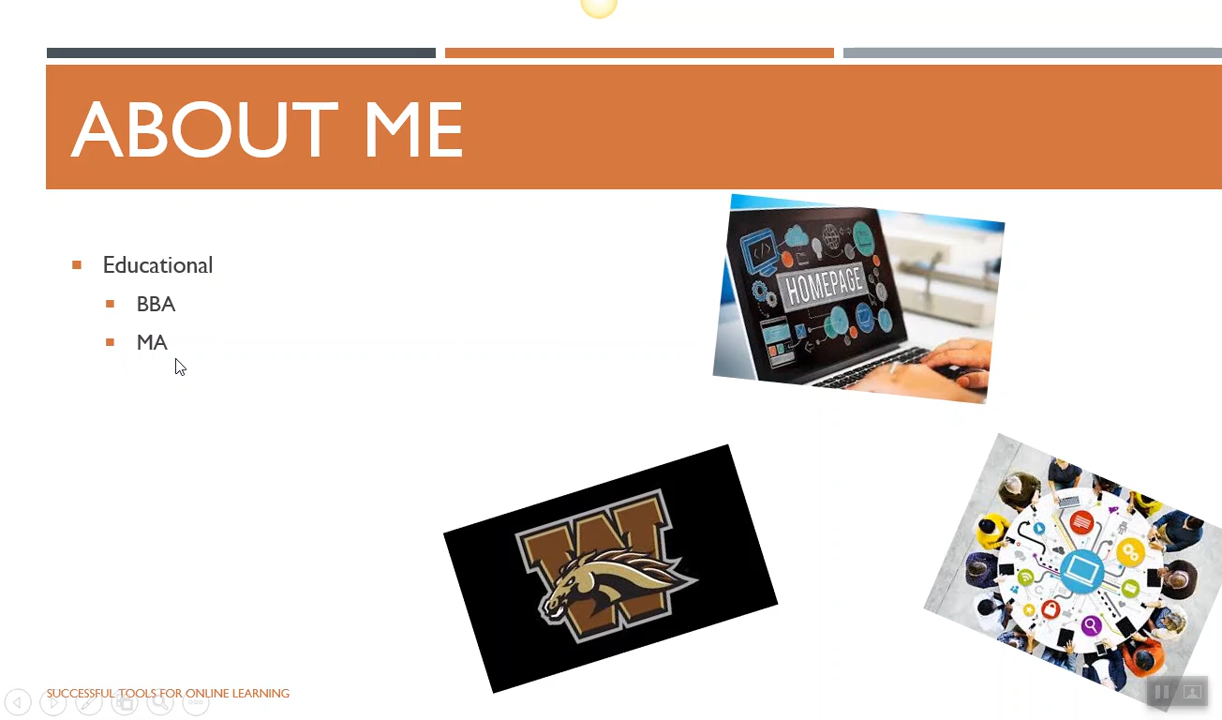 ABOUT ME
Educational
BBA
MA
HOMEPAGE
W
SUCCESSFUL TOOLS FOR ONLINE LEARNING